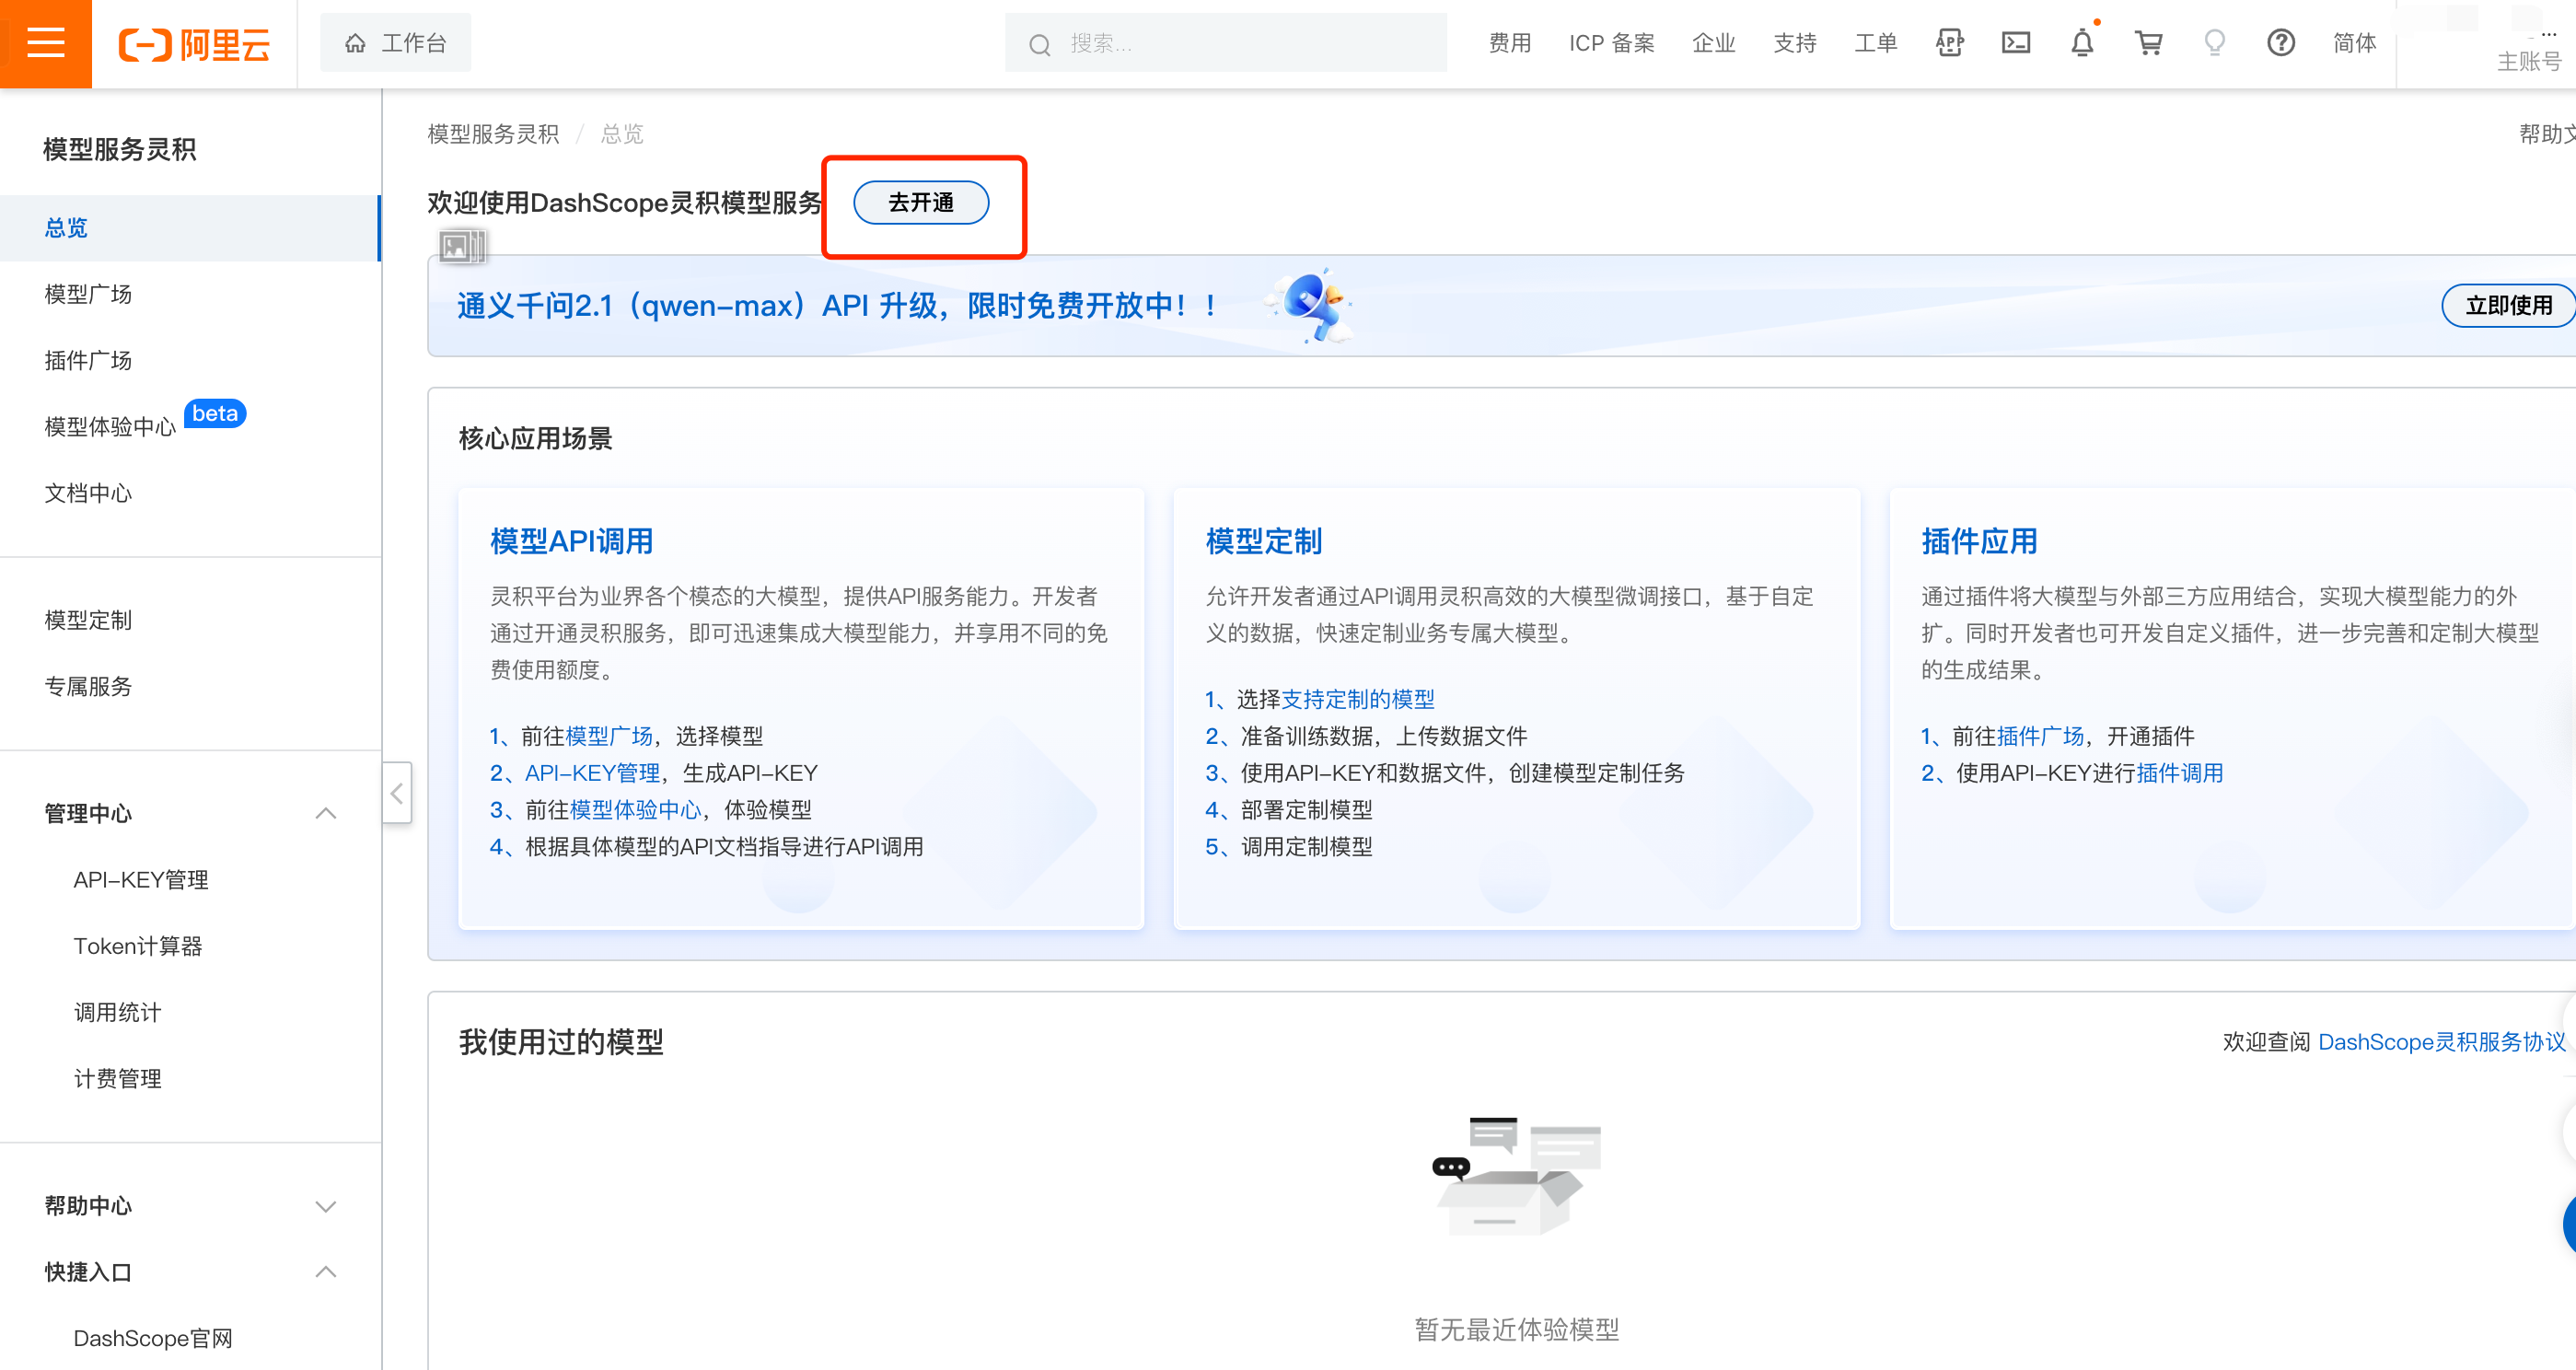 阿里云
工作台
搜索...
费用
ICP 备案
企业
支持
工单
APP
简体
...
主账号
模型服务灵积
总览
模型广场
插件广场
模型体验中心
beta
文档中心
模型定制
专属服务
管理中心
API-KEY管理
Token计算器
调用统计
计费管理
帮助中心
快捷入口
DashScope官网
模型服务灵积 / 总览
帮助文
欢迎使用DashScope灵积模型服务
去开通
通义千问2.1（qwen-max）API 升级，限时免费开放中！！
立即使用
核心应用场景
模型API调用
灵积平台为业界各个模态的大模型，提供API服务能力。开发者
通过开通灵积服务，即可迅速集成大模型能力，并享用不同的免
费使用额度。
1、前往模型广场，选择模型
2、API-KEY管理，生成API-KEY
3、前往模型体验中心，体验模型
4、根据具体模型的API文档指导进行API调用
模型定制
允许开发者通过API调用灵积高效的大模型微调接口，基于自定
义的数据，快速定制业务专属大模型。
1、选择支持定制的模型
2、准备训练数据，上传数据文件
3、使用API-KEY和数据文件，创建模型定制任务
4、部署定制模型
5、调用定制模型
插件应用
通过插件将大模型与外部三方应用结合，实现大模型能力的外
扩。同时开发者也可开发自定义插件，进一步完善和定制大模型
的生成结果。
1、前往插件广场，开通插件
2、使用API-KEY进行插件调用
我使用过的模型
欢迎查阅 DashScope灵积服务协议
暂无最近体验模型